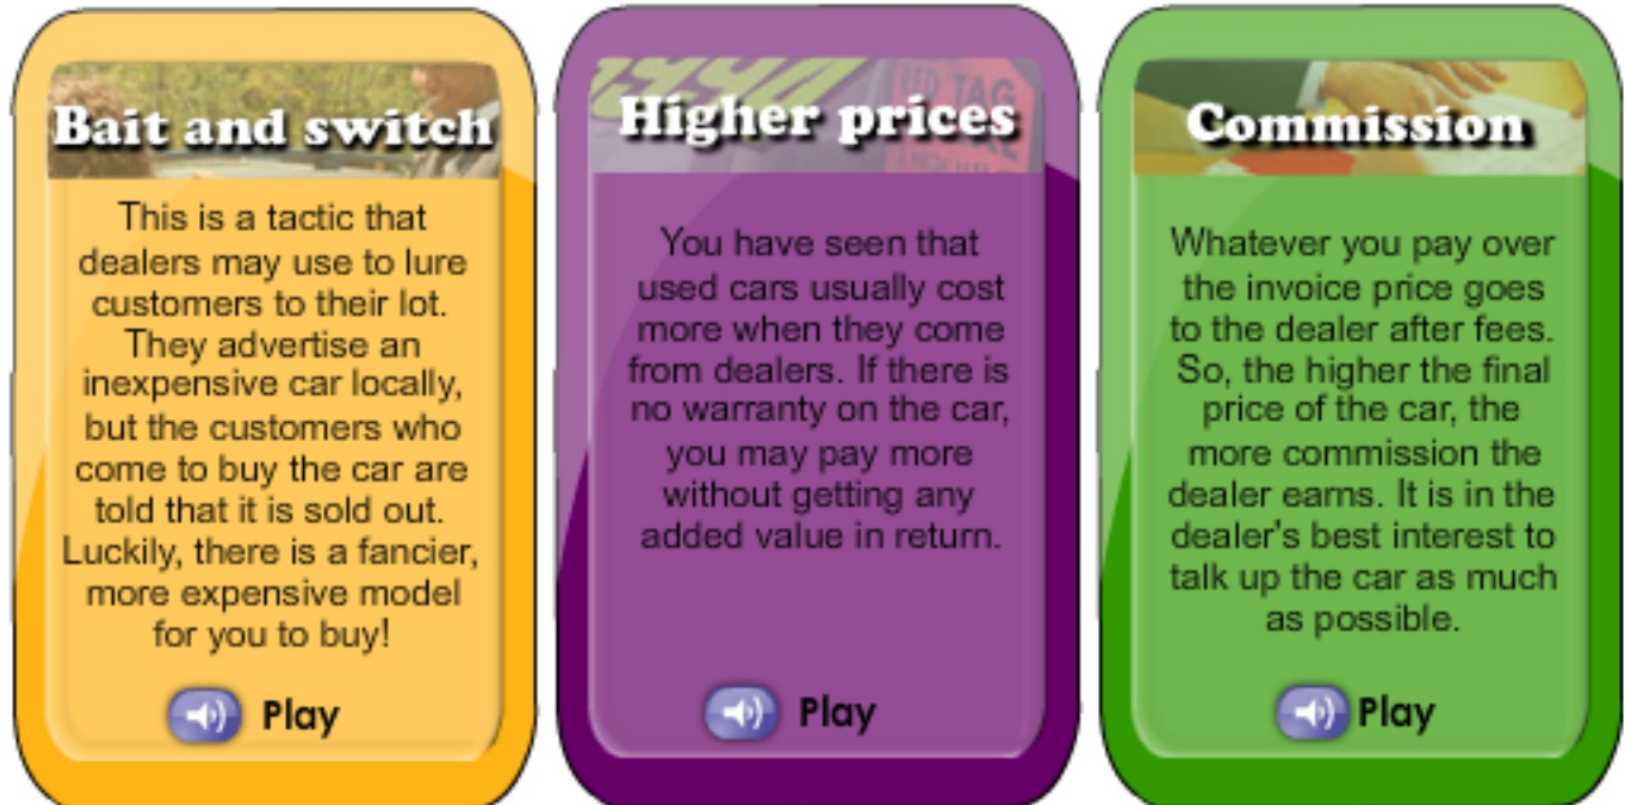 Bait and switch
This is a tactic that
dealers may use to lure
customers to their lot.
They advertise an
inexpensive car locally,
but the customers who
come to buy the car are
told that it is sold out.
Luckily, there is a fancier,
more expensive model
for you to buy!
Play
Higher prices
RED TAG
You have seen that
used cars usually cost
more when they come
from dealers. If there is
no warranty on the car,
you may pay more
without getting any
added value in return.
Play
Commission
Whatever you pay over
the invoice price goes
to the dealer after fees.
So, the higher the final
price of the car, the
more commission the
dealer earns. It is in the
dealer's best interest to
talk up the car as much
as possible.
Play